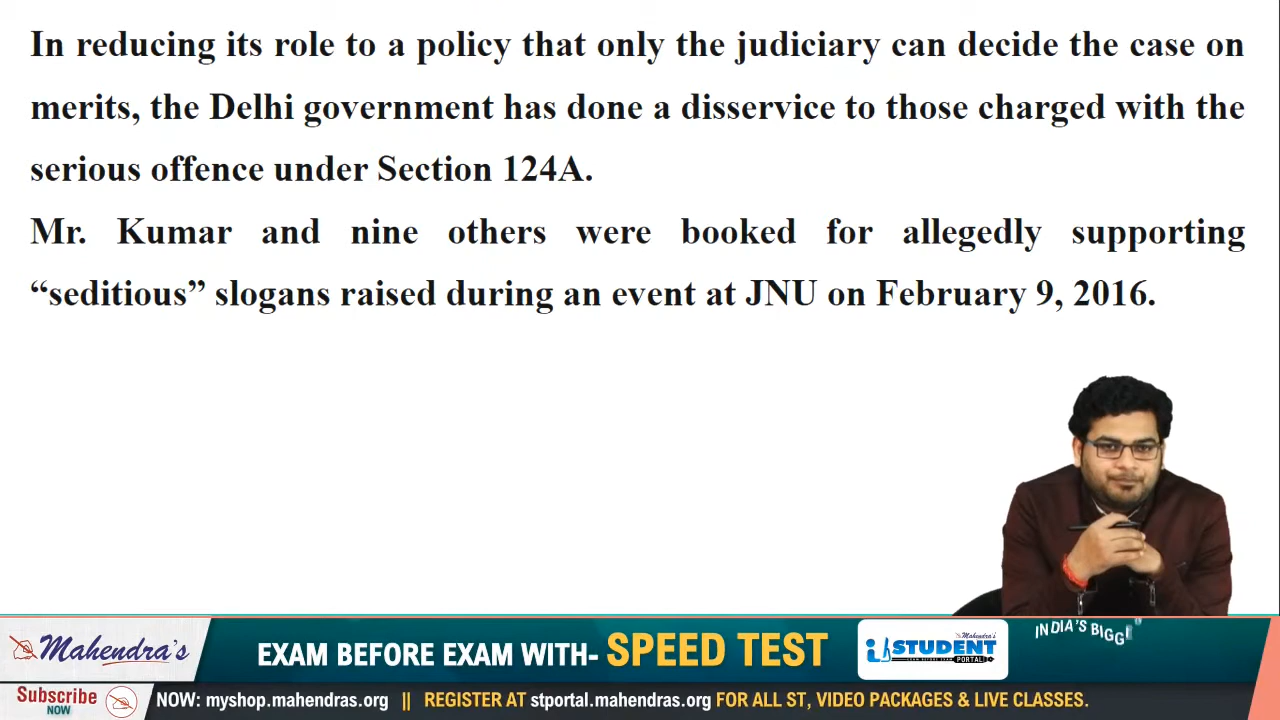 In reducing its role to a policy that only the judiciary can decide the case on
merits, the Delhi government has done a disservice to those charged with the
serious offence under Section 124A.
Mr. Kumar and nine others were booked for allegedly supporting
“seditious” slogans raised during an event at JNU on February 9, 2016.
Mahendra's
EXAM BEFORE EXAM WITH- SPEED TEST
Mahendra's
STUDENT
PORTAL
INDIA'S BIGG
Subscribe
NOW
NOW: myshop.mahendras.org || REGISTER AT stportal.mahendras.org FOR ALL ST, VIDEO PACKAGES & LIVE CLASSES.